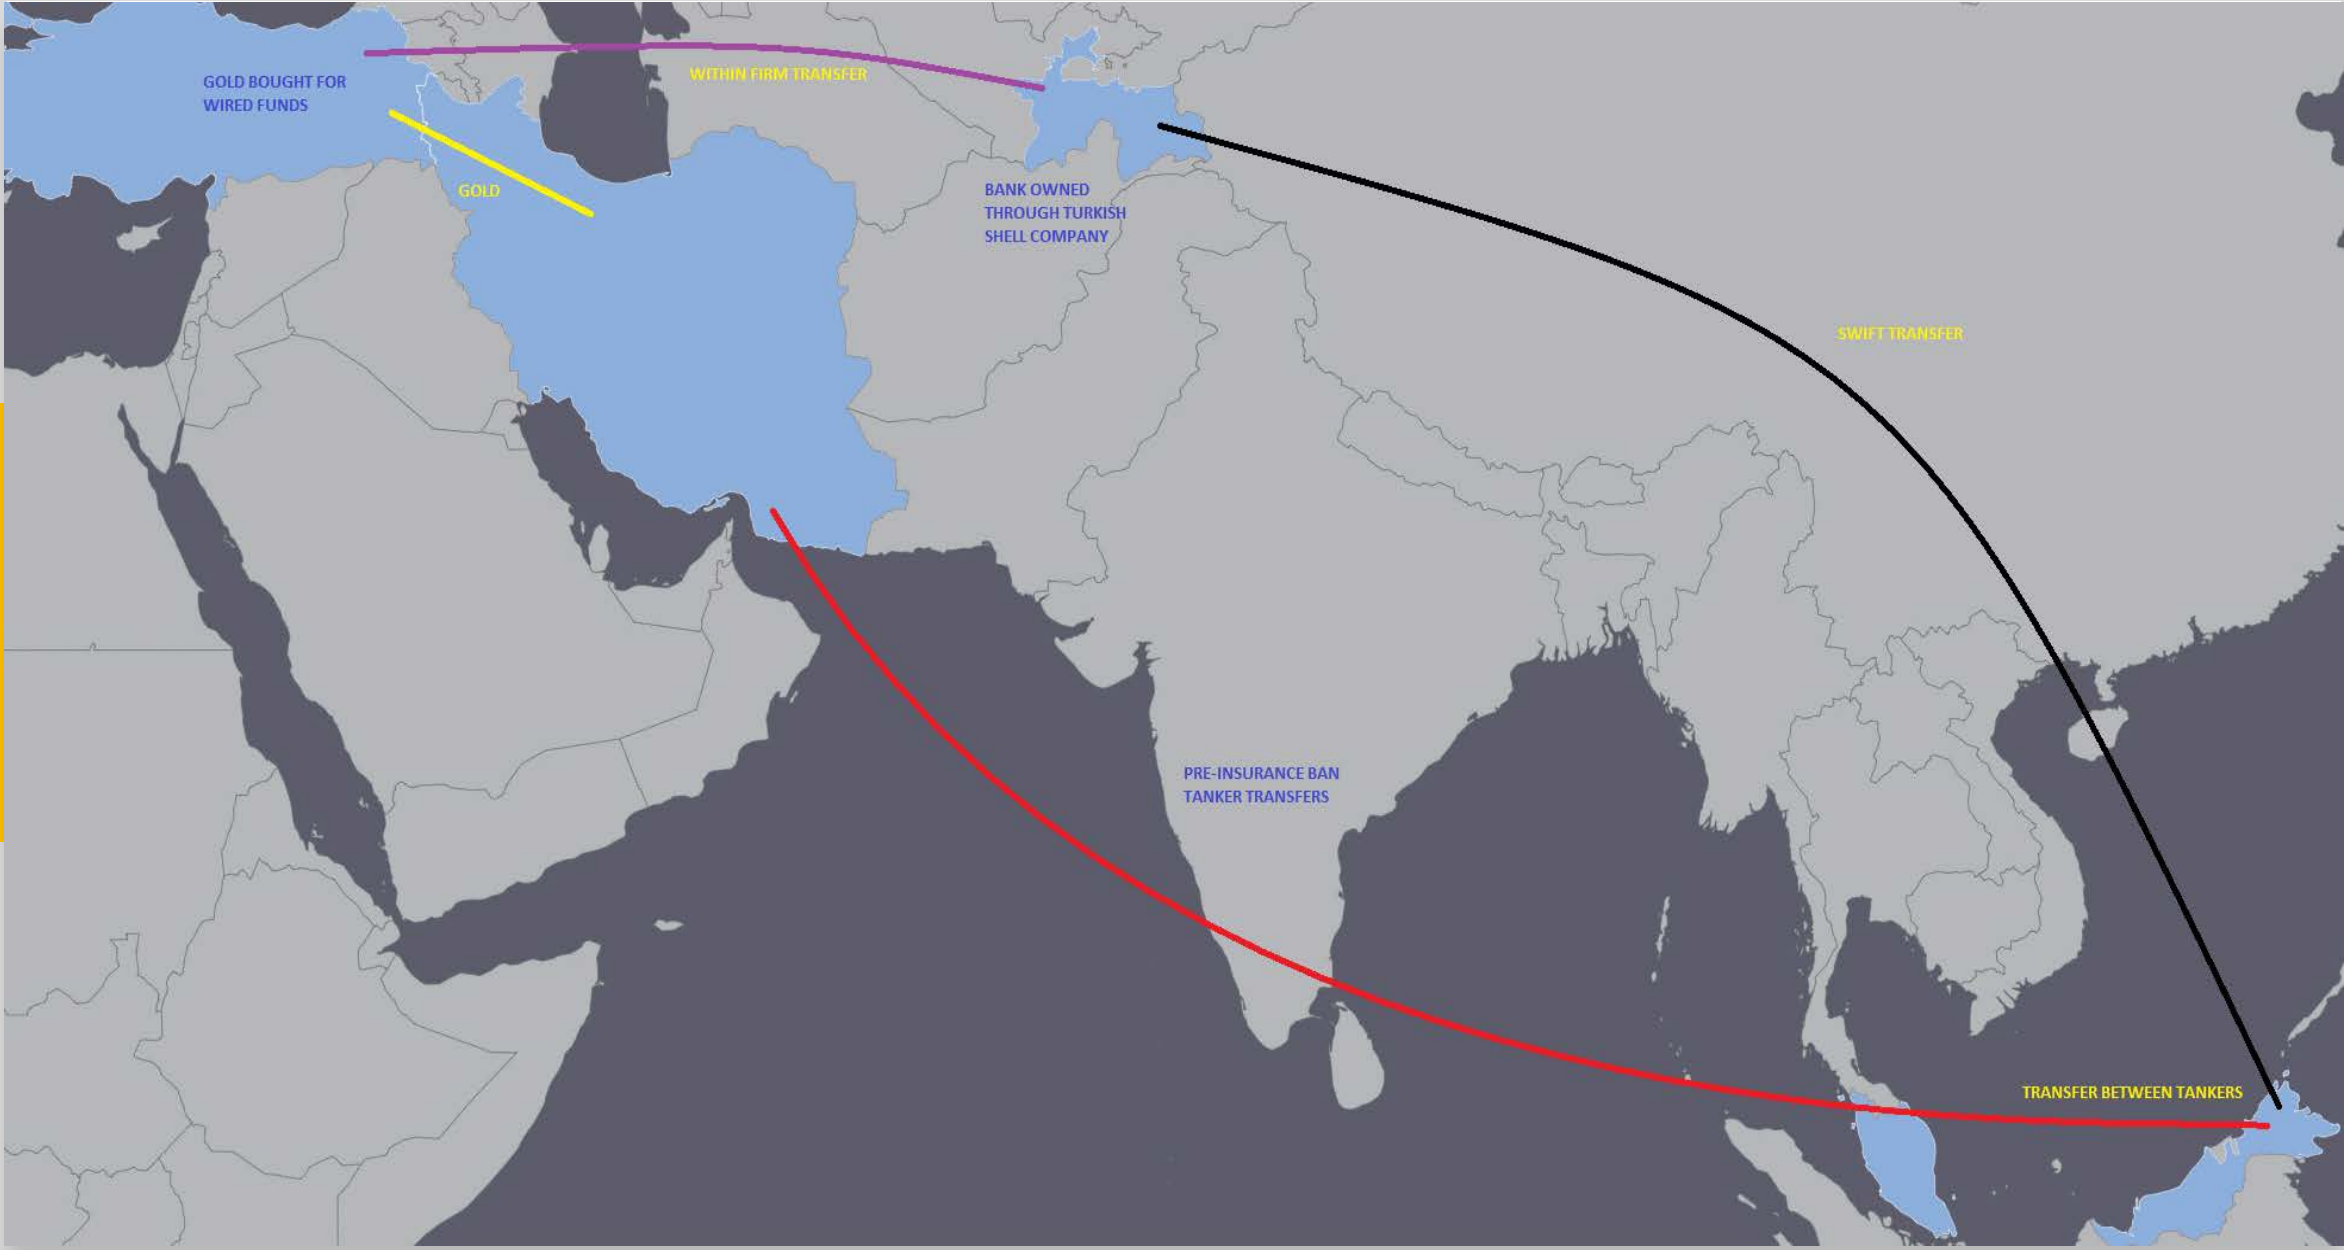 GOLD BOUGHT FOR
WIRED FUNDS
WITHIN FIRM TRANSFER
GOLD
BANK OWNED
THROUGH TURKISH
SHELL COMPANY
SWIFT TRANSFER
PRE-INSURANCE BAN
TANKER TRANSFERS
TRANSFER BETWEEN TANKERS